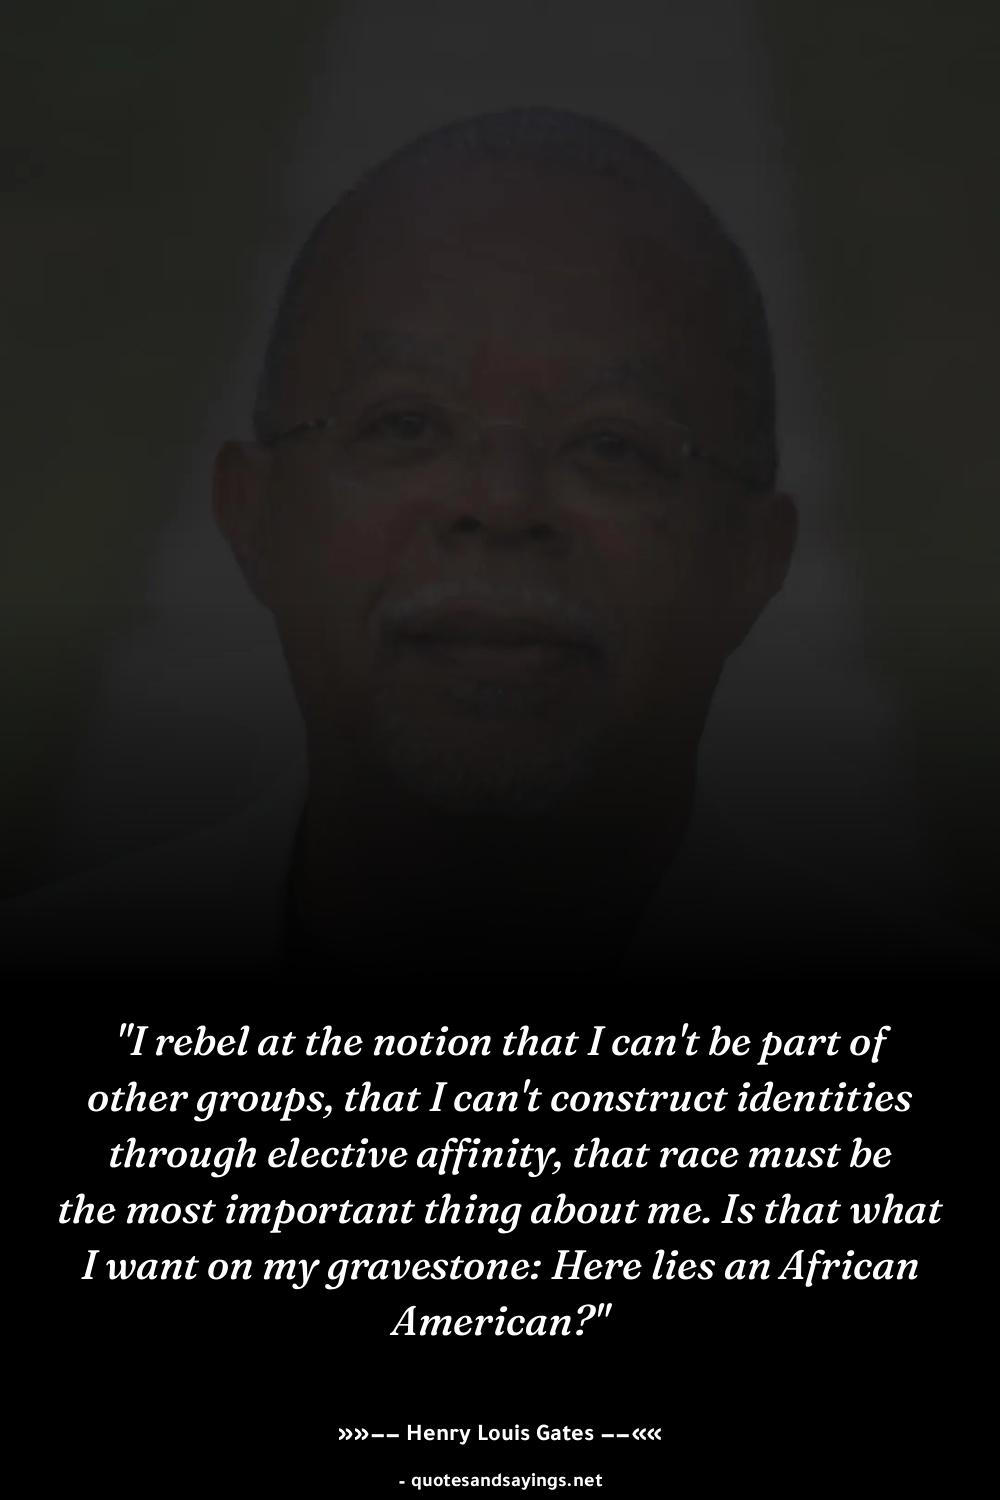 "I rebel at the notion that I can't be part of
other groups, that I can't construct identities
through elective affinity, that race must be
the most important thing about me. Is that what
I want on my gravestone: Here lies an African
American?"
»»−− Henry Louis Gates −−««
- quotesandsayings.net